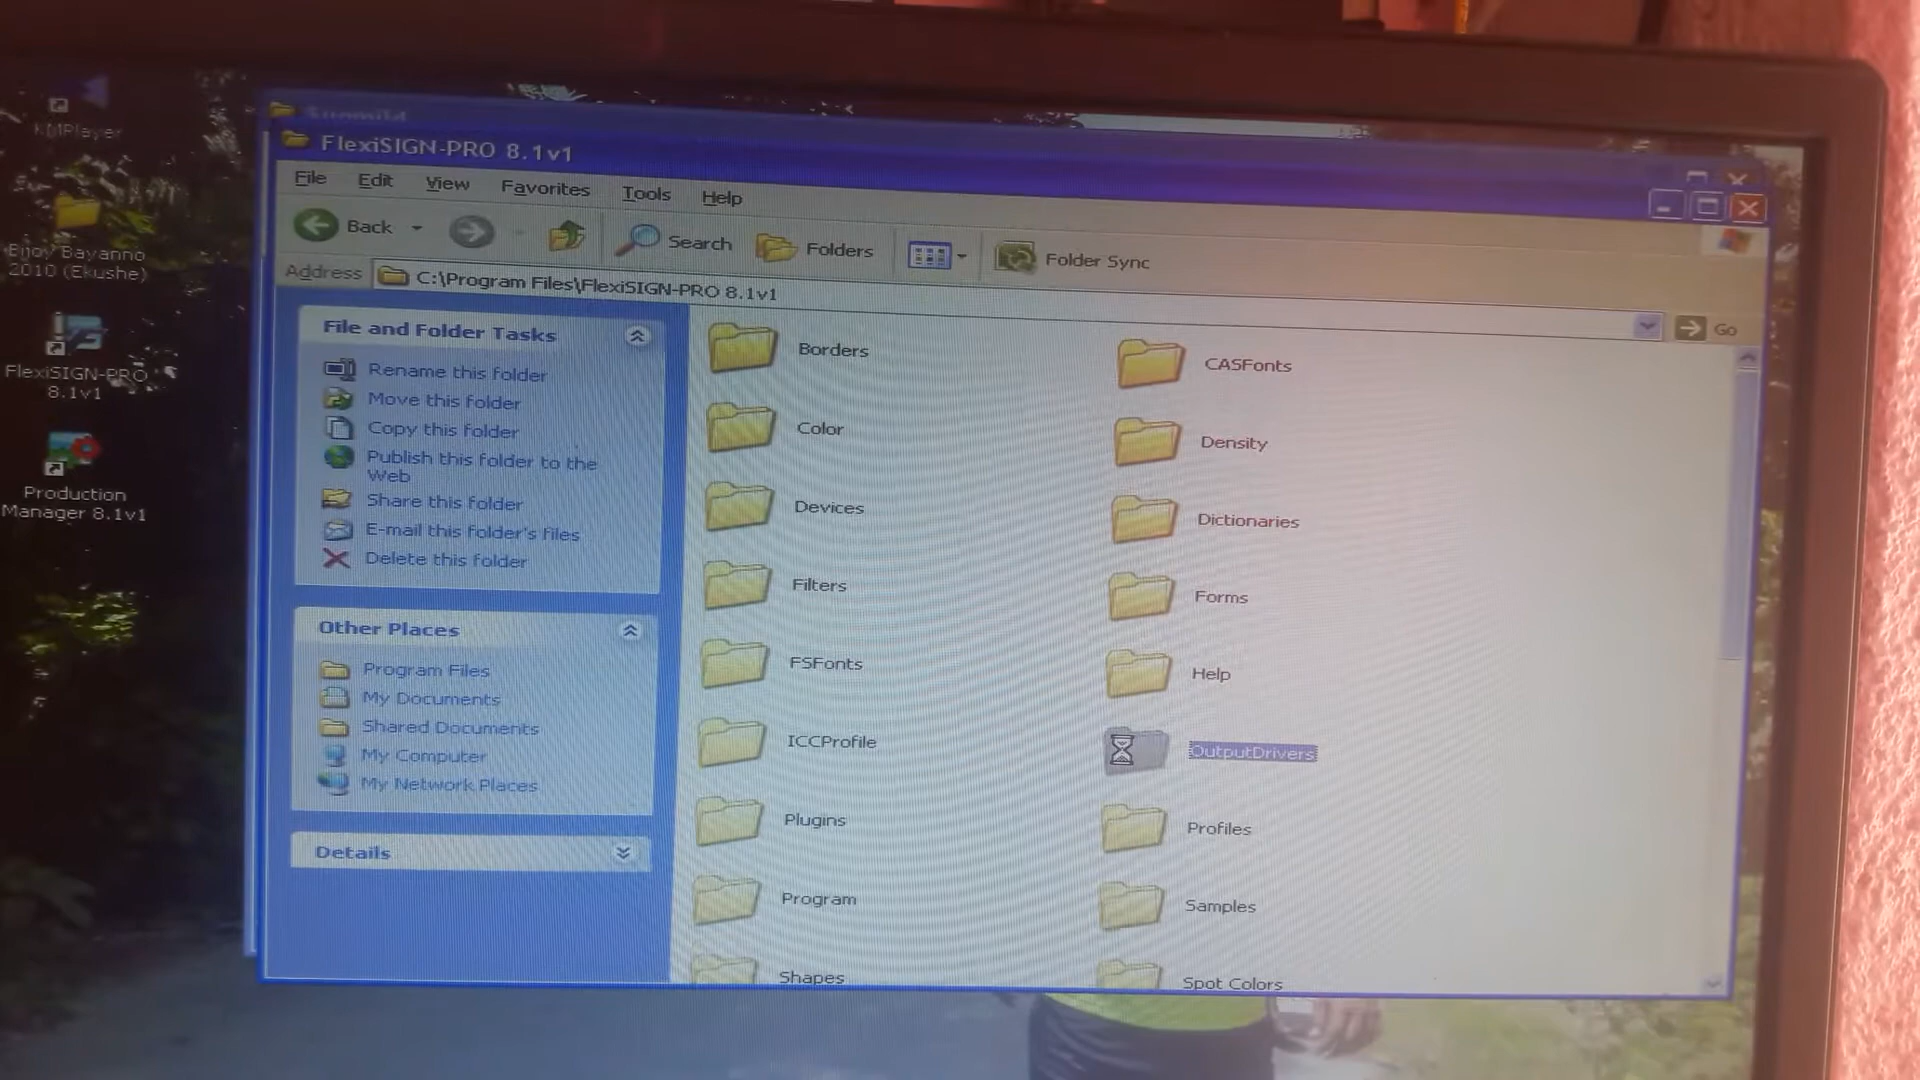 KMPlayer
Bayanno
2010 (Ekushe)
FlexiSIGN-PRO
8.1v1
Production
Manager 8.1v1
FlexiSIGN-PRO 8.1v1
File Edit View Favorites Tools Help
Back Search Folders Folder Sync
Address C:\Program Files\FlexiSIGN-PRO 8.1v1 Go
File and Folder Tasks
Rename this folder
Move this folder
Copy this folder
Publish this folder to the
Web
Share this folder
E-mail this folder's files
Delete this folder
Other Places
Program Files
My Documents
Shared Documents
My Computer
My Network Places
Details
Borders CASFonts
Color Density
Devices Dictionaries
Filters Forms
FSFonts Help
ICCProfile OutputDrivers
Plugins Profiles
Program Samples
Shapes Spot Colors